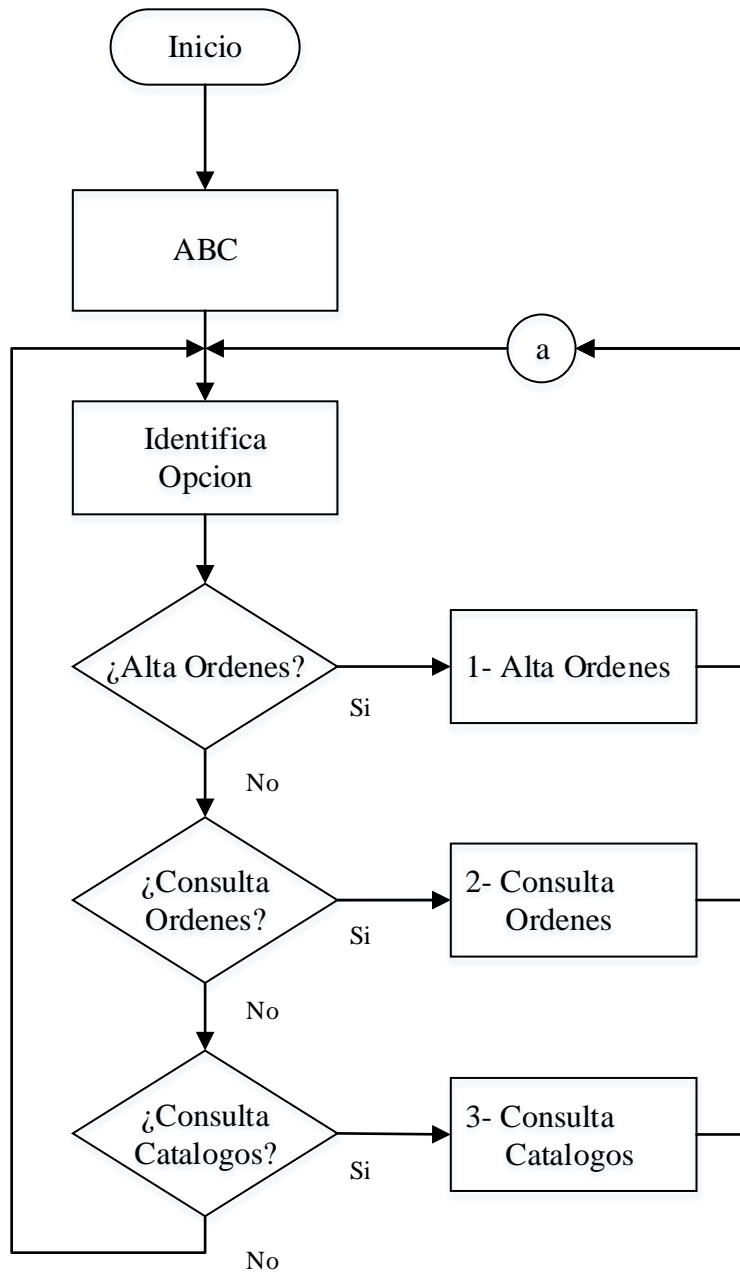 Inicio
ABC
a
Identifica
Opcion
¿Alta Ordenes?
Si
1- Alta Ordenes
No
¿Consulta
Ordenes?
Si
2- Consulta
Ordenes
No
¿Consulta
Catalogos?
Si
3- Consulta
Catalogos
No